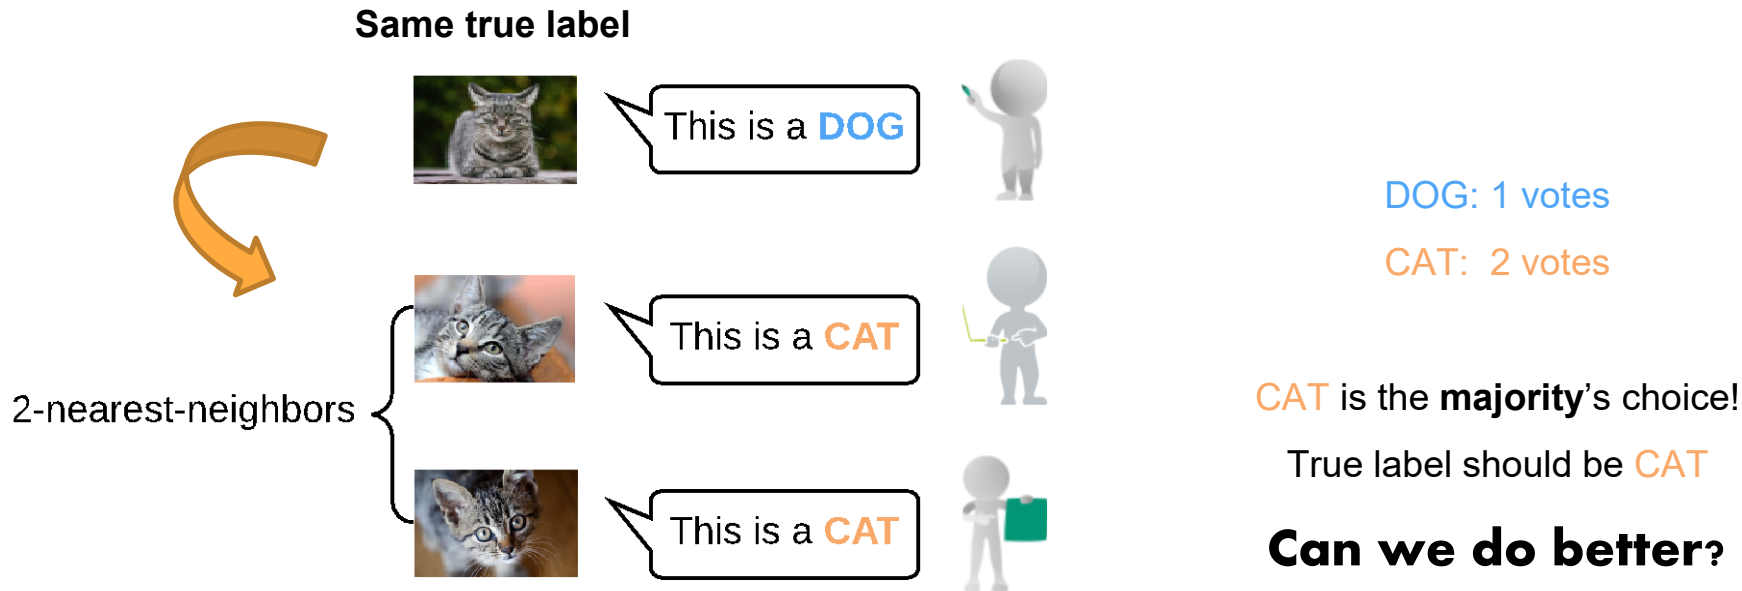 Same true label
This is a DOG
DOG: 1 votes
CAT: 2 votes
This is a CAT
2-nearest-neighbors
CAT is the majority's choice!
True label should be CAT
This is a CAT
Can we do better?